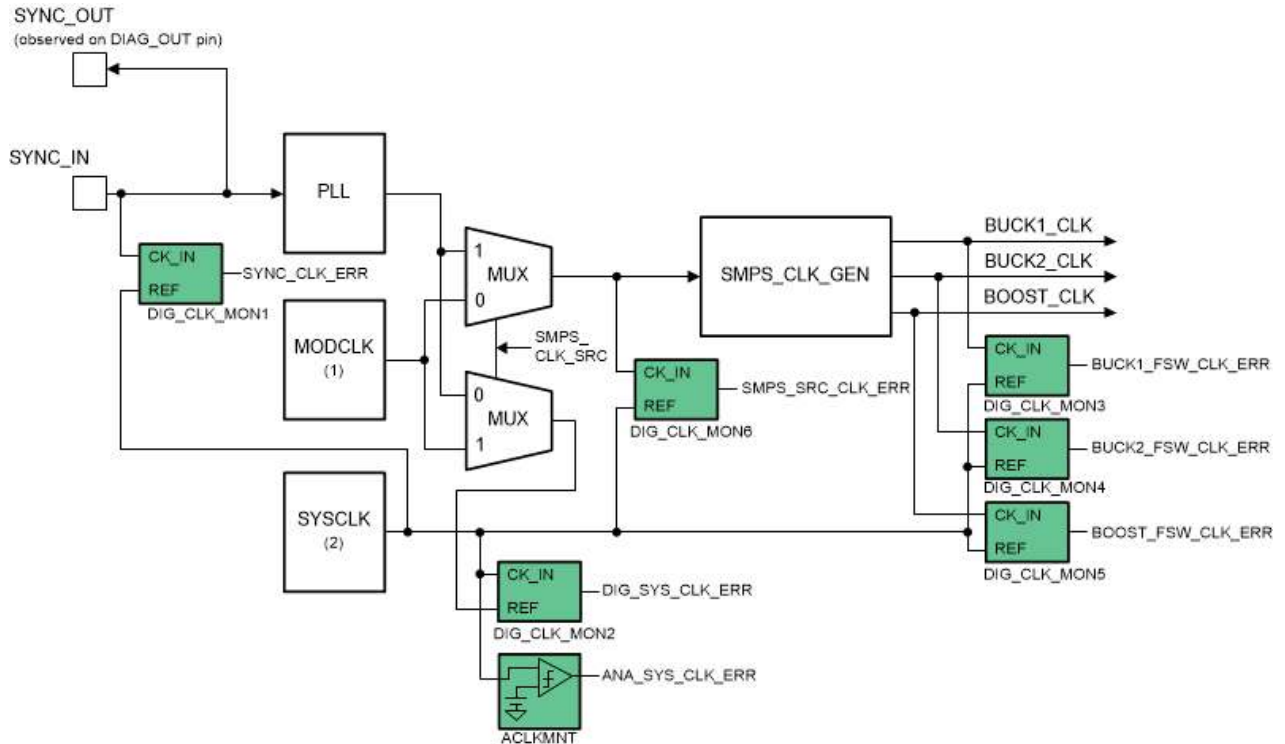 SYNC_OUT
(observed on DIAG_OUT pin)
SYNC_IN
PLL
CK_IN
REF
SYNC_CLK_ERR
DIG_CLK_MON1
MODCLK
(1)
1
MUX
0
SMPS_
CLK_SRC
0
MUX
1
SMPS_CLK_GEN
BUCK1_CLK
BUCK2_CLK
BOOST_CLK
CK_IN
REF
SMPS_SRC_CLK_ERR
DIG_CLK_MON6
CK_IN
REF
BUCK1_FSW_CLK_ERR
DIG_CLK_MON3
CK_IN
REF
BUCK2_FSW_CLK_ERR
DIG_CLK_MON4
CK_IN
REF
BOOST_FSW_CLK_ERR
DIG_CLK_MON5
SYSCLK
(2)
CK_IN
REF
DIG_SYS_CLK_ERR
DIG_CLK_MON2
ANA_SYS_CLK_ERR
ACLKMNT